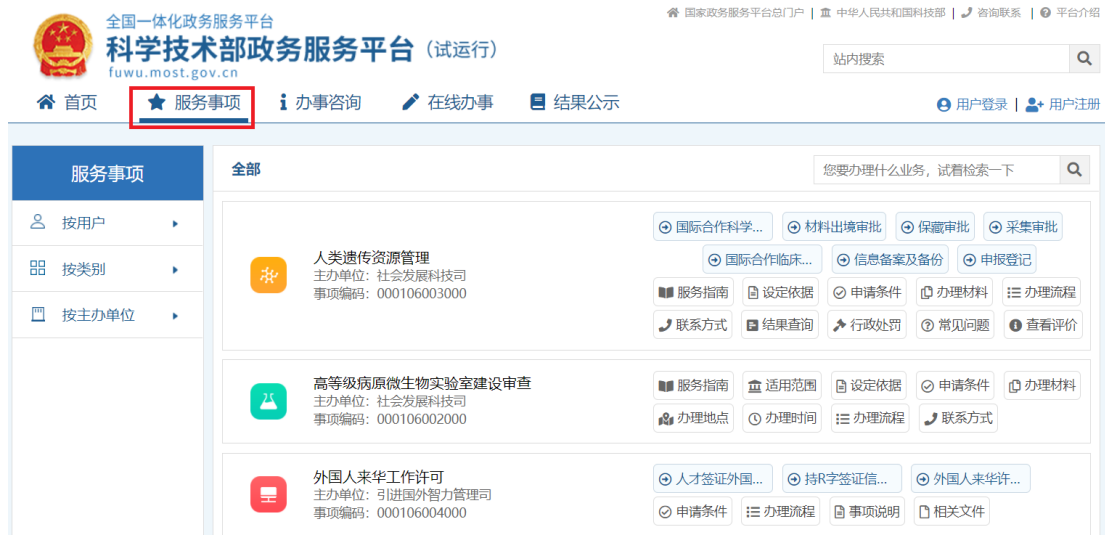 国家政务服务平台总门户 | 中华人民共和国科技部 | 咨询联系 | 平台介绍
全国一体化政务服务平台
科学技术部政务服务平台（试运行）
fuwu.most.gov.cn
站内搜索
首页 服务事项 办事咨询 在线办事 结果公示 用户登录 | 用户注册
服务事项
按用户
按类别
按主办单位
全部 您要办理什么业务，试着检索一下
人类遗传资源管理
主办单位：社会发展科技司
事项编码：000106003000
国际合作科学... 材料出境审批 保藏审批 采集审批
国际合作临床... 信息备案及备份 申报登记
服务指南 设定依据 申请条件 办理材料 办理流程
联系方式 结果查询 行政处罚 常见问题 查看评价
高等级病原微生物实验室建设审查
主办单位：社会发展科技司
事项编码：000106002000
服务指南 适用范围 设定依据 申请条件 办理材料
办理地点 办理时间 办理流程 联系方式
外国人来华工作许可
主办单位：引进国外智力管理司
事项编码：000106004000
人才签证外国... 持R字签证信... 外国人来华许...
申请条件 办理流程 事项说明 相关文件